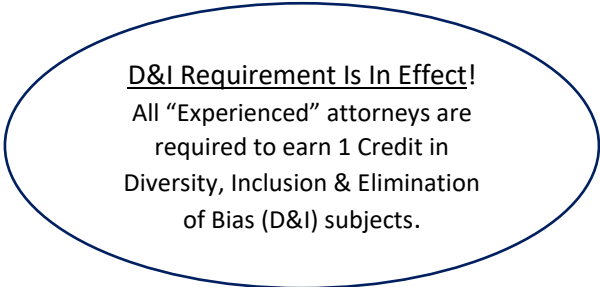 D&I Requirement Is In Effect!
All “Experienced” attorneys are
required to earn 1 Credit in
Diversity, Inclusion & Elimination
of Bias (D&I) subjects.